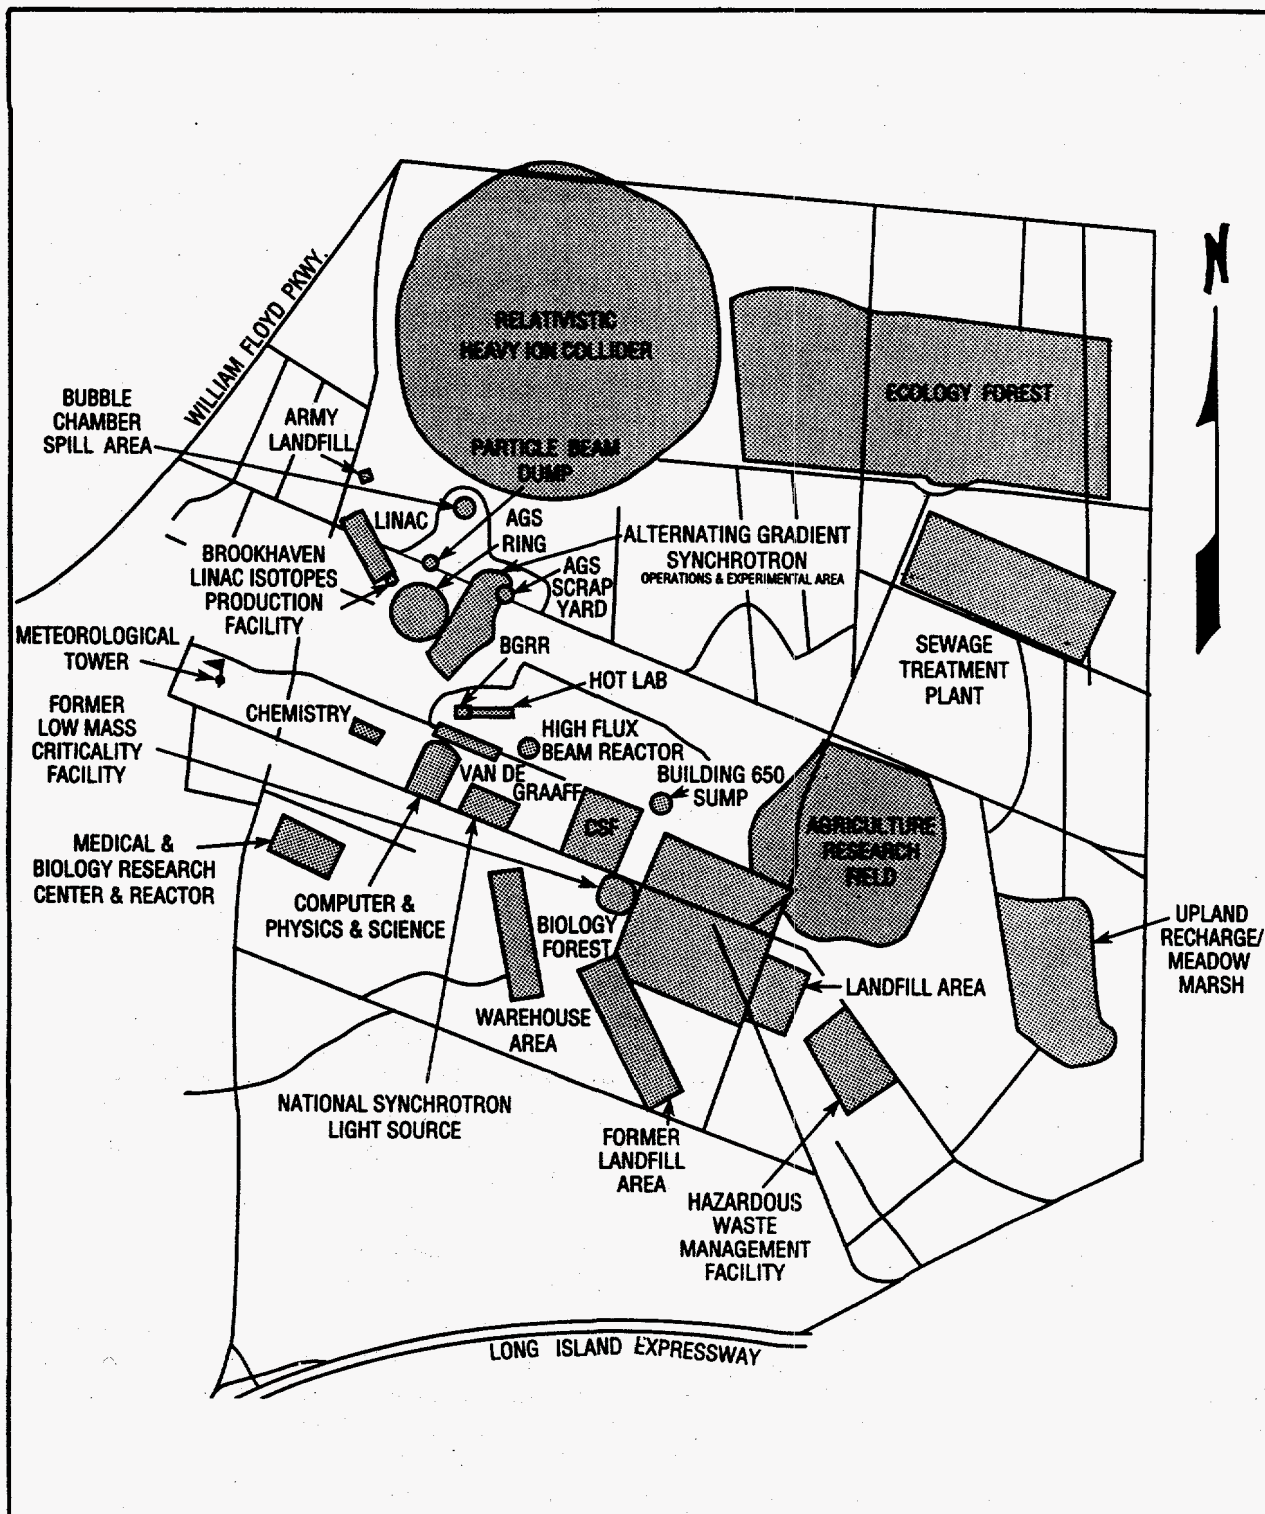 N
WILLIAM FLOYD PKWY.
RELATIVISTIC
HEAVY ION COLLIDER
ECOLOGY FOREST
BUBBLE
CHAMBER
SPILL AREA
ARMY
LANDFILL
PARTICLE BEAM
DUMP
LINAC
AGS
RING
ALTERNATING GRADIENT
SYNCHROTRON
OPERATIONS & EXPERIMENTAL AREA
BROOKHAVEN
LINAC ISOTOPES
PRODUCTION
FACILITY
AGS
SCRAP
YARD
METEOROLOGICAL
TOWER
BGRR
HOT LAB
SEWAGE
TREATMENT
PLANT
FORMER
LOW MASS
CRITICALITY
FACILITY
CHEMISTRY
HIGH FLUX
BEAM REACTOR
VAN DE
GRAAFF
BUILDING 650
SUMP
CSF
AGRICULTURE
RESEARCH
FIELD
MEDICAL &
BIOLOGY RESEARCH
CENTER & REACTOR
COMPUTER &
PHYSICS & SCIENCE
BIOLOGY
FOREST
UPLAND
RECHARGE/
MEADOW
MARSH
LANDFILL AREA
WAREHOUSE
AREA
NATIONAL SYNCHROTRON
LIGHT SOURCE
FORMER
LANDFILL
AREA
HAZARDOUS
WASTE
MANAGEMENT
FACILITY
LONG ISLAND EXPRESSWAY